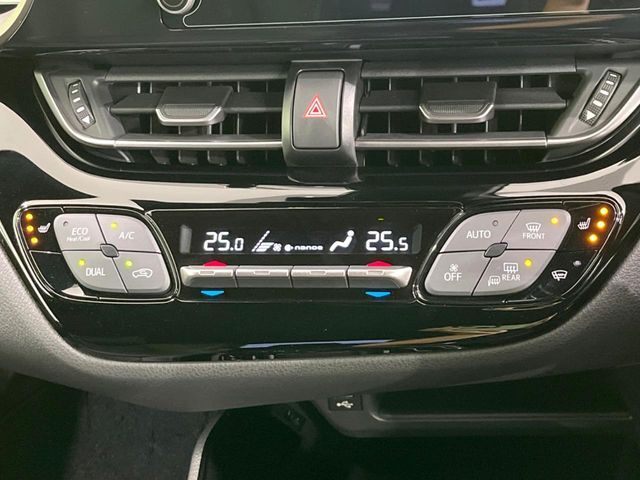 ECO
Heat/Cool
A/C
DUAL
25.0
nanoe
25.5
AUTO
FRONT
OFF
REAR